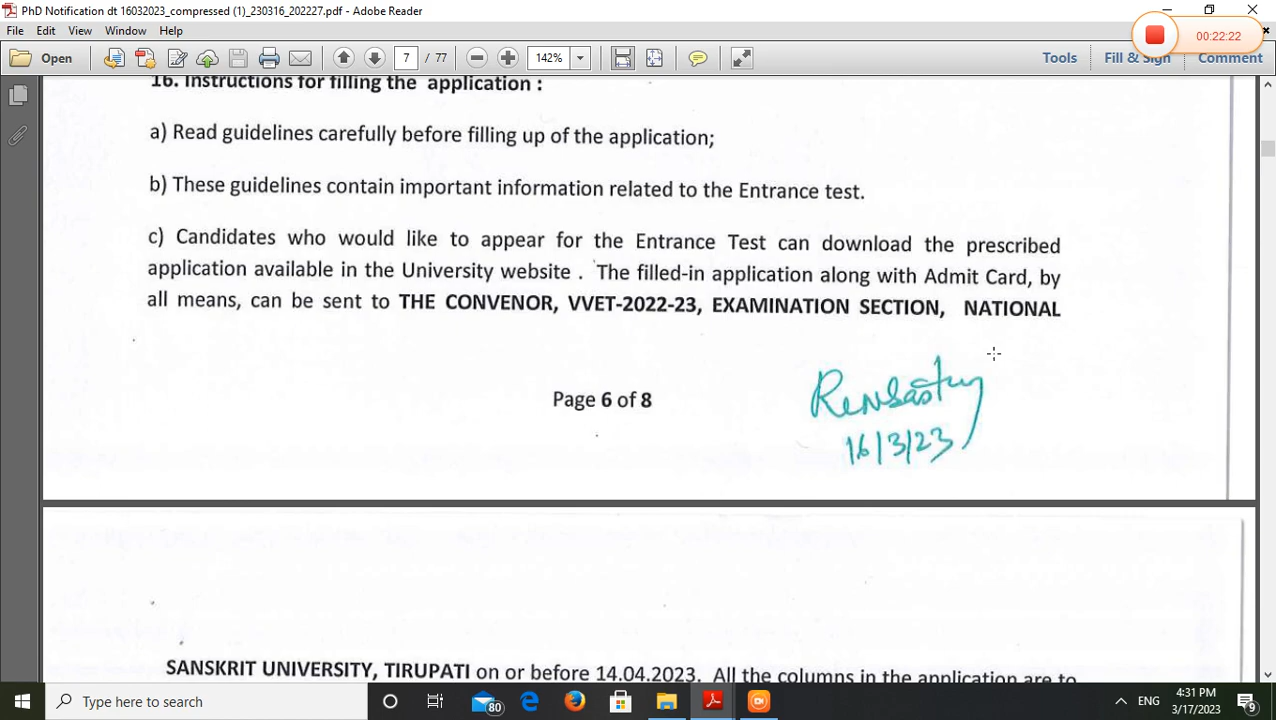 PhD Notification dt 16032023_compressed (1)_230316_202227.pdf - Adobe Reader
File Edit View Window Help
00:22:22
Open 7 / 77 142% Tools Fill & Sign Comment
16. Instructions for filling the application :
a) Read guidelines carefully before filling up of the application;
b) These guidelines contain important information related to the Entrance test.
c) Candidates who would like to appear for the Entrance Test can download the prescribed
application available in the University website . The filled-in application along with Admit Card, by
all means, can be sent to THE CONVENOR, VVET-2022-23, EXAMINATION SECTION, NATIONAL
Page 6 of 8
16/3/23
SANSKRIT UNIVERSITY, TIRUPATI on or before 14.04.2023. All the columns in the application are to
Type here to search
80
ENG
4:31 PM
3/17/2023
9